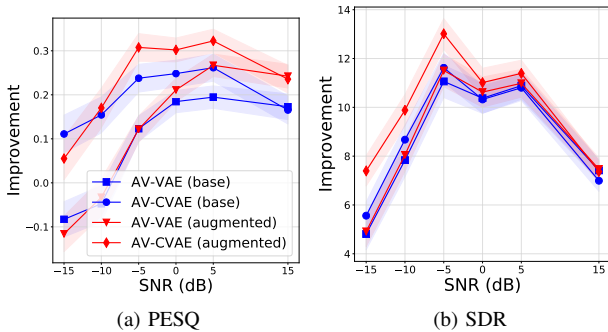 Improvement
0.3
0.2
0.1
0.0
−0.1
−15
−10
−5
0
5
15
SNR (dB)
AV-VAE (base)
AV-CVAE (base)
AV-VAE (augmented)
AV-CVAE (augmented)
(a) PESQ
Improvement
14
12
10
8
6
4
−15
−10
−5
0
5
15
SNR (dB)
(b) SDR